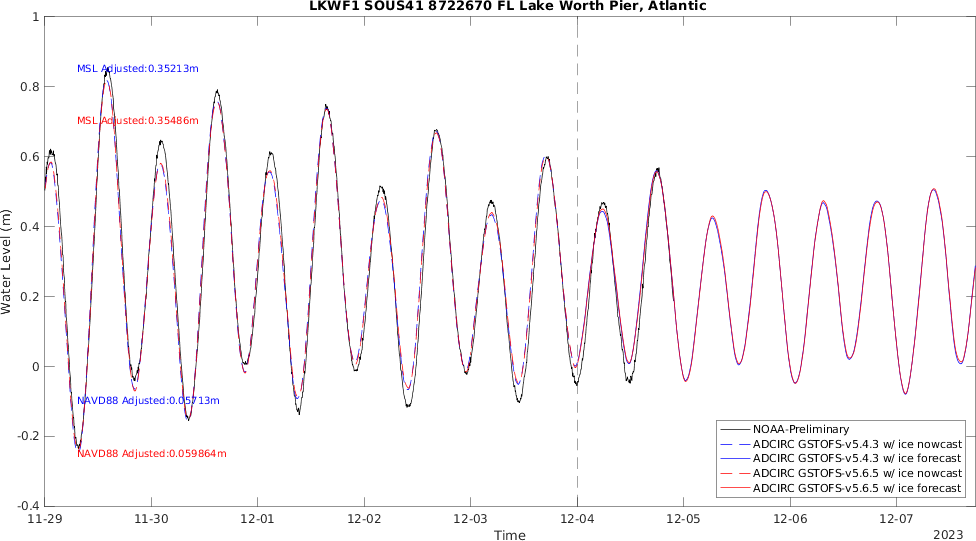 LKWF1 SOUS41 8722670 FL Lake Worth Pier, Atlantic
1
0.8
0.6
0.4
0.2
0
-0.2
-0.4
Water Level (m)
MSL Adjusted:0.35213m
MSL Adjusted:0.35486m
NAVD88 Adjusted:0.05713m
NAVD88 Adjusted:0.059864m
NOAA-Preliminary
ADCIRC GSTOFS-v5.4.3 w/ ice nowcast
ADCIRC GSTOFS-v5.4.3 w/ ice forecast
ADCIRC GSTOFS-v5.6.5 w/ ice nowcast
ADCIRC GSTOFS-v5.6.5 w/ ice forecast
11-29 11-30 12-01 12-02 12-03 12-04 12-05 12-06 12-07
Time
2023